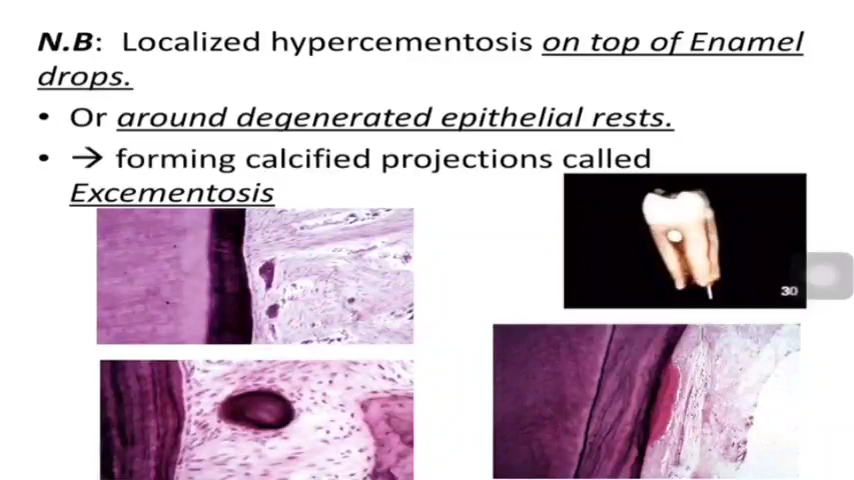 N.B: Localized hypercementosis on top of Enamel
drops.
• Or around degenerated epithelial rests.
• → forming calcified projections called
Excementosis
30